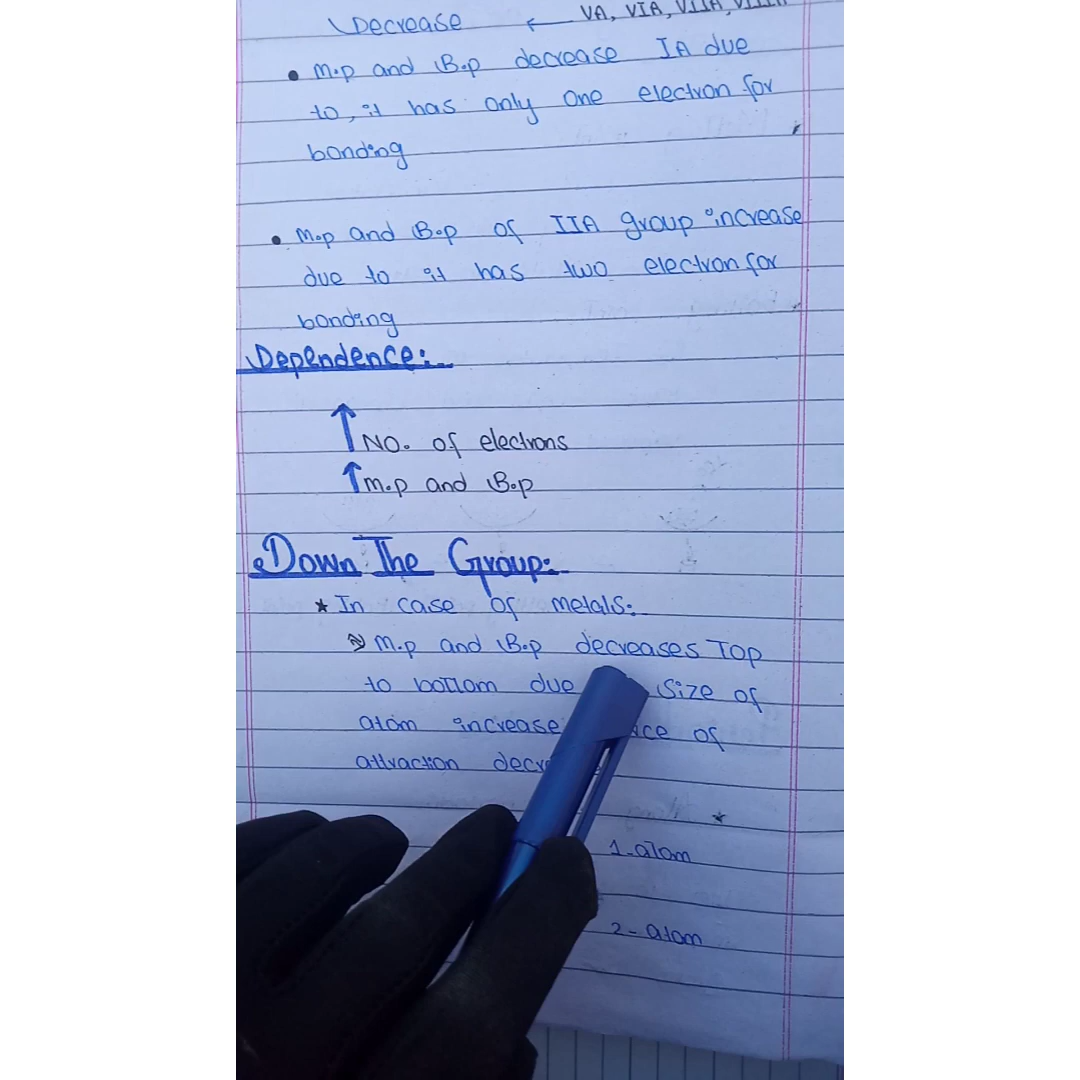 Decrease ← VA, VIA, VIIA,
• M.p and B.p decrease IA due
to, it has only one electron for
bonding
• M.p and B.p of IIA group increase
due to it has two electron for
bonding
Dependence:
↑ NO. of electrons
↑ M.p and B.p
Down The Group:
★ In case of metals:
M.p and B.p decreases Top
to bottom due size of
atom increase of
attraction
1-atom
2-atom